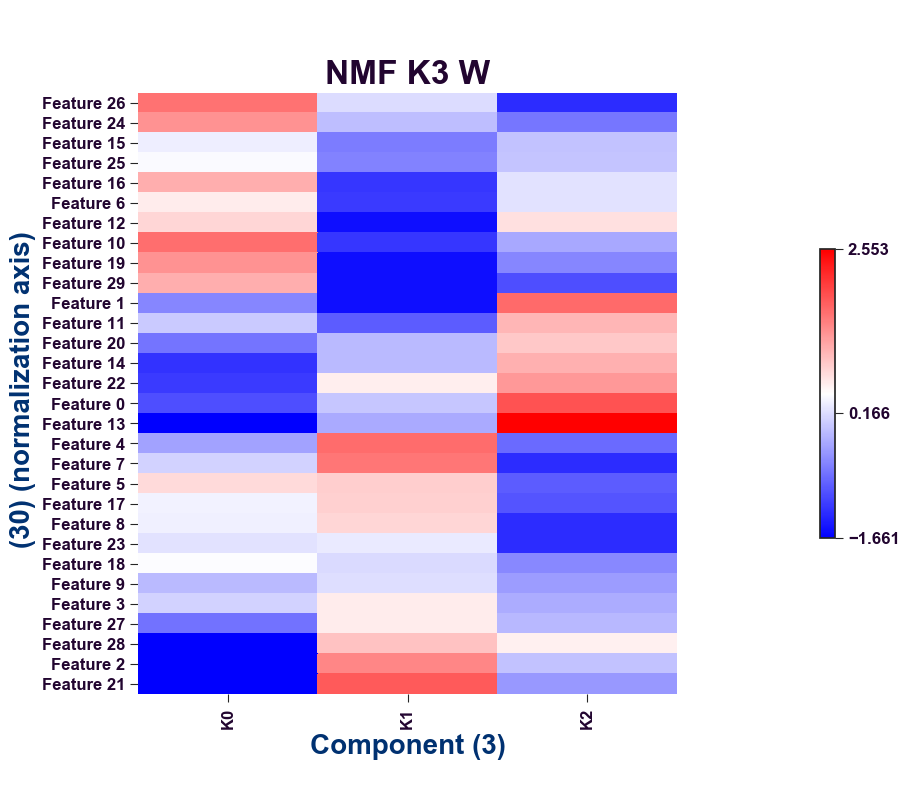 NMF K3 W
Feature 26
Feature 24
Feature 15
Feature 25
Feature 16
Feature 6
Feature 12
Feature 10
Feature 19
Feature 29
Feature 1
Feature 11
Feature 20
Feature 14
Feature 22
Feature 0
Feature 13
Feature 4
Feature 7
Feature 5
Feature 17
Feature 8
Feature 23
Feature 18
Feature 9
Feature 3
Feature 27
Feature 28
Feature 2
Feature 21
(30) (normalization axis)
K0
K1
K2
Component (3)
2.553
0.166
−1.661